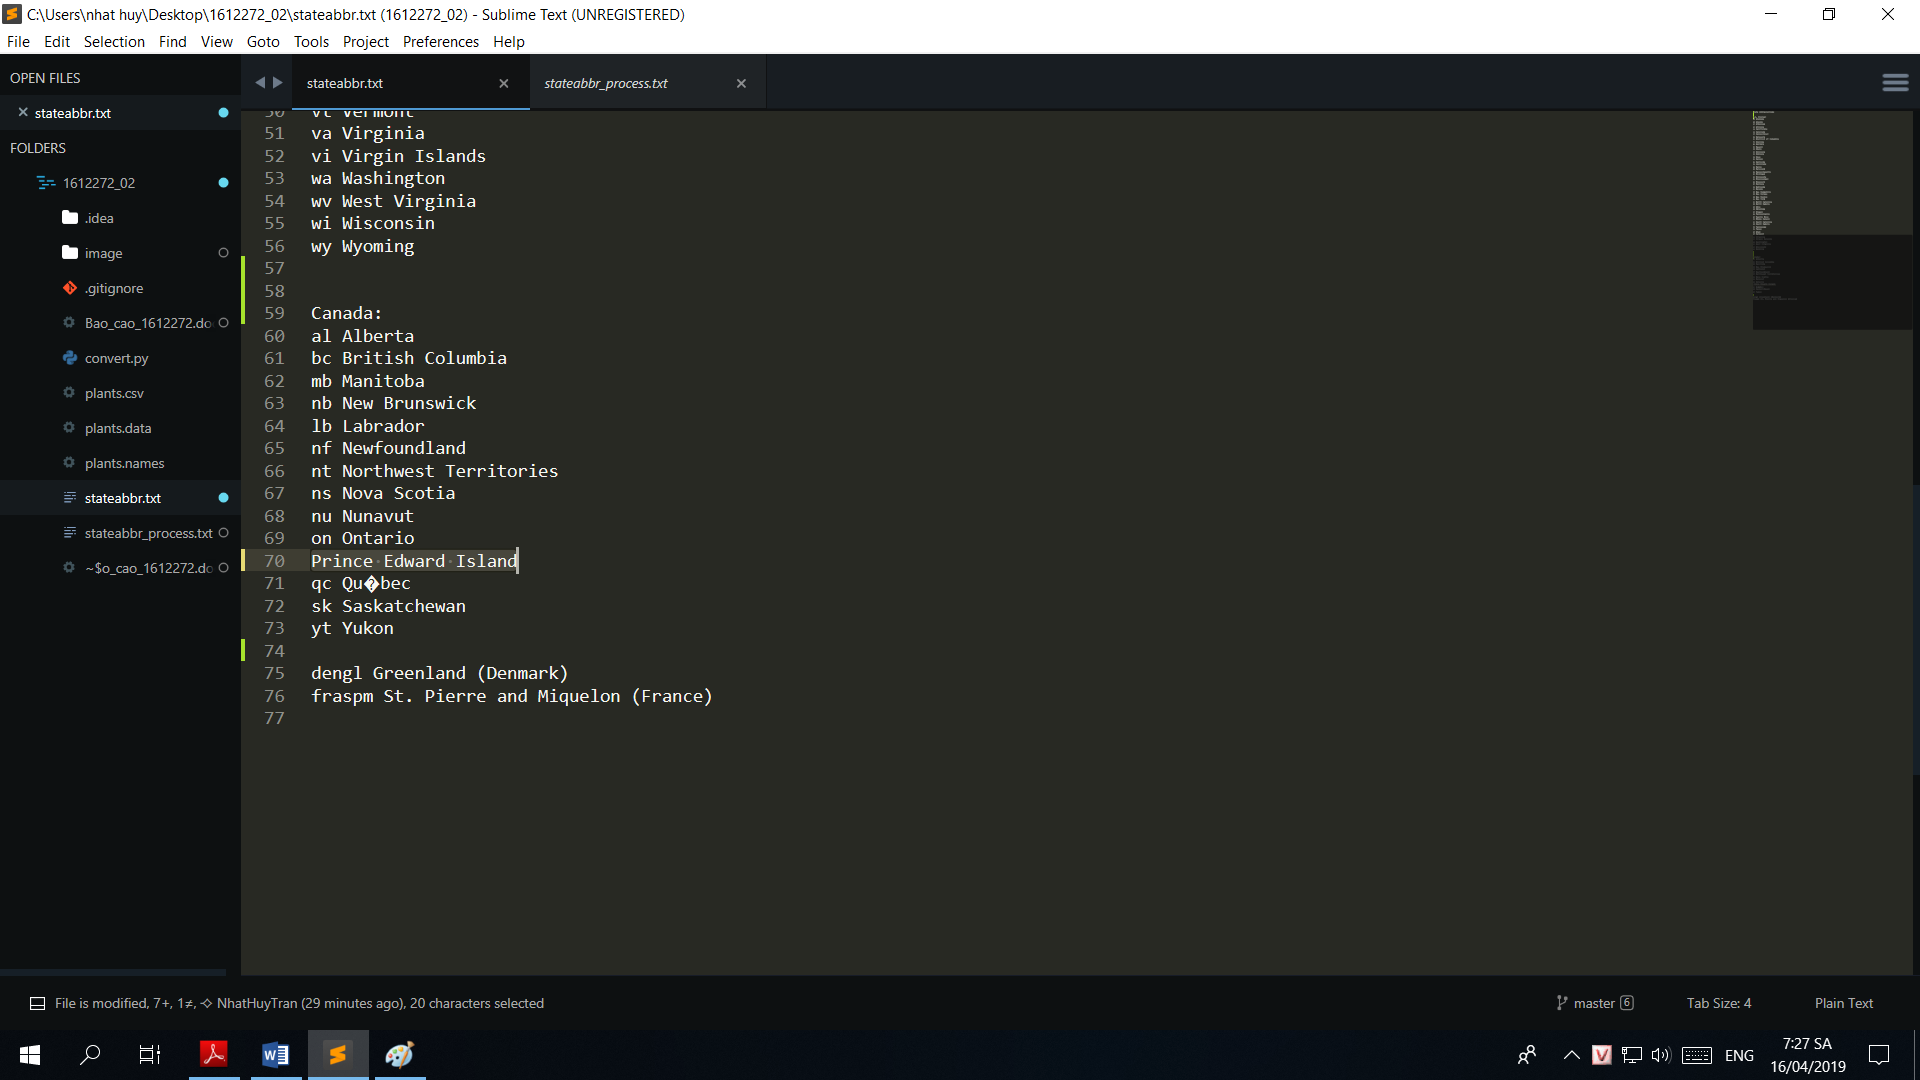 C:\Users\nhat huy\Desktop\1612272_02\stateabbr.txt (1612272_02) - Sublime Text (UNREGISTERED)
File Edit Selection Find View Goto Tools Project Preferences Help
OPEN FILES
stateabbr.txt
FOLDERS
1612272_02
.idea
image
.gitignore
Bao_cao_1612272.do
convert.py
plants.csv
plants.data
plants.names
stateabbr.txt
stateabbr_process.txt
~$o_cao_1612272.do
stateabbr.txt
stateabbr_process.txt
50 vt Vermont
51 va Virginia
52 vi Virgin Islands
53 wa Washington
54 wv West Virginia
55 wi Wisconsin
56 wy Wyoming
57
58
59 Canada:
60 al Alberta
61 bc British Columbia
62 mb Manitoba
63 nb New Brunswick
64 lb Labrador
65 nf Newfoundland
66 nt Northwest Territories
67 ns Nova Scotia
68 nu Nunavut
69 on Ontario
70 Prince Edward Island
71 qc Qu�bec
72 sk Saskatchewan
73 yt Yukon
74
75 dengl Greenland (Denmark)
76 fraspm St. Pierre and Miquelon (France)
77
File is modified, 7+, 1≠, NhatHuyTran (29 minutes ago), 20 characters selected
master 6
Tab Size: 4
Plain Text
ENG
7:27 SA
16/04/2019